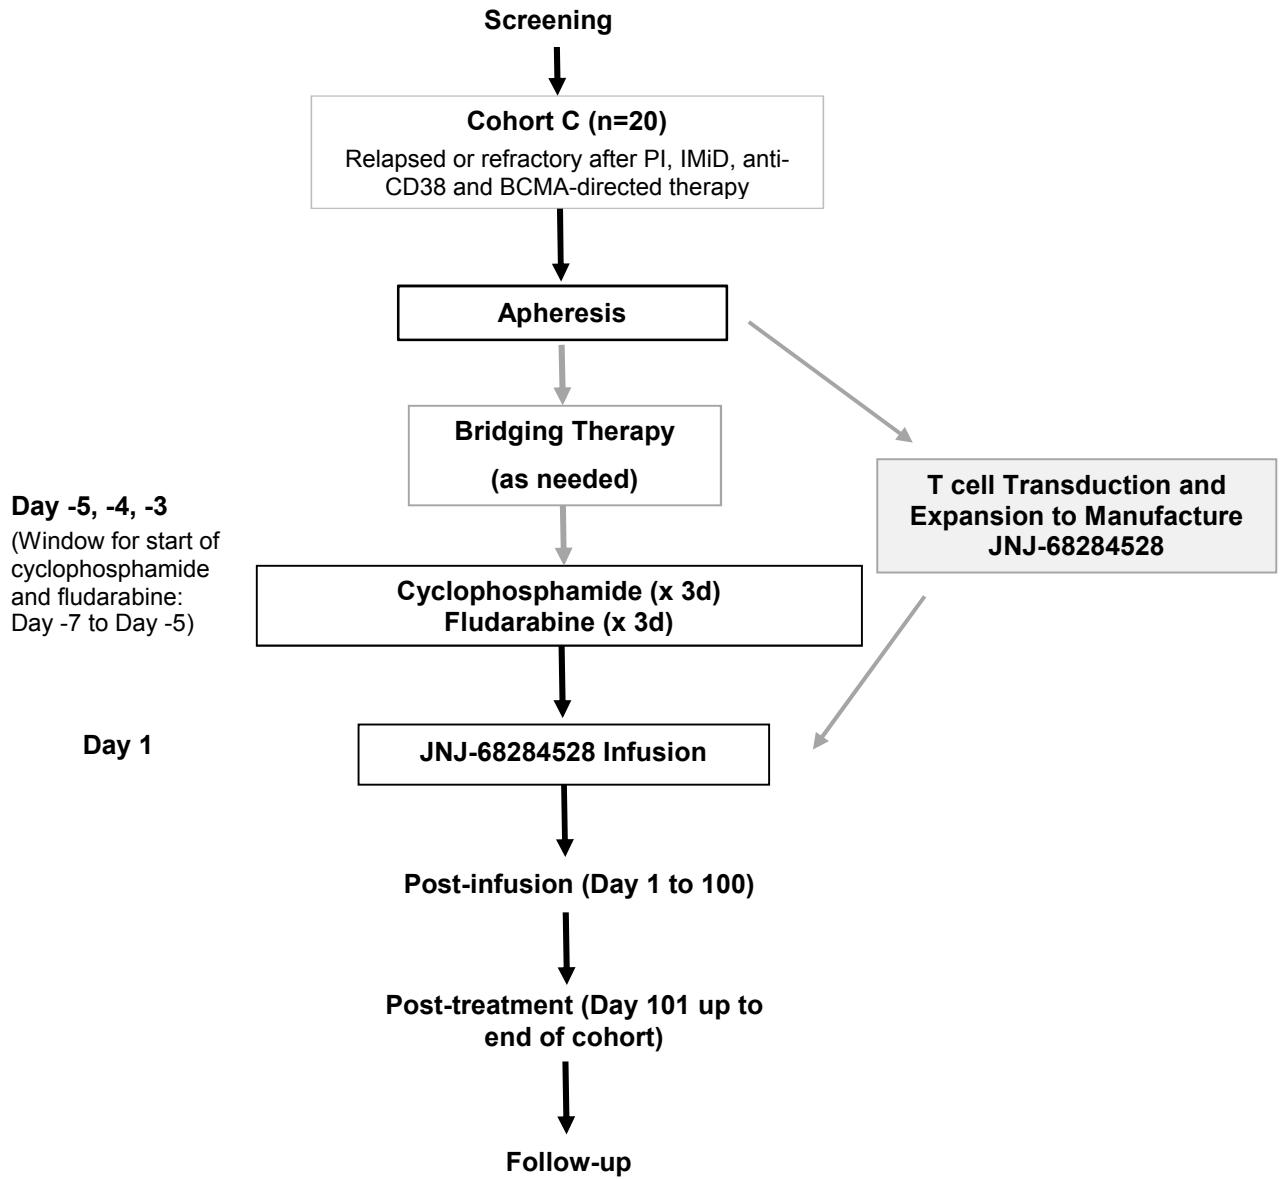 Screening
Cohort C (n=20)
Relapsed or refractory after PI, IMiD, anti-
CD38 and BCMA-directed therapy
Apheresis
Bridging Therapy
(as needed)
T cell Transduction and
Expansion to Manufacture
JNJ-68284528
Day -5, -4, -3
(Window for start of
cyclophosphamide
and fludarabine:
Day -7 to Day -5)
Cyclophosphamide (x 3d)
Fludarabine (x 3d)
Day 1
JNJ-68284528 Infusion
Post-infusion (Day 1 to 100)
Post-treatment (Day 101 up to
end of cohort)
Follow-up